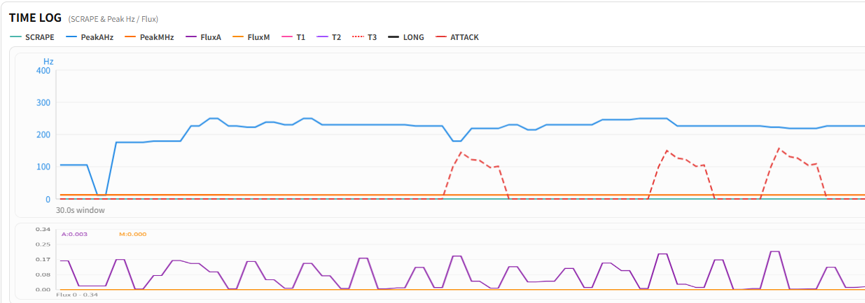 TIME LOG (SCRAPE & Peak Hz / Flux)
SCRAPE PeakAHz PeakMHz FluxA FluxM T1 T2 T3 LONG ATTACK
Hz
400
300
200
100
0
30.0s window
0.34
A:0.003 M:0.000
0.25
0.17
0.08
0.00
Flux 0 - 0.34